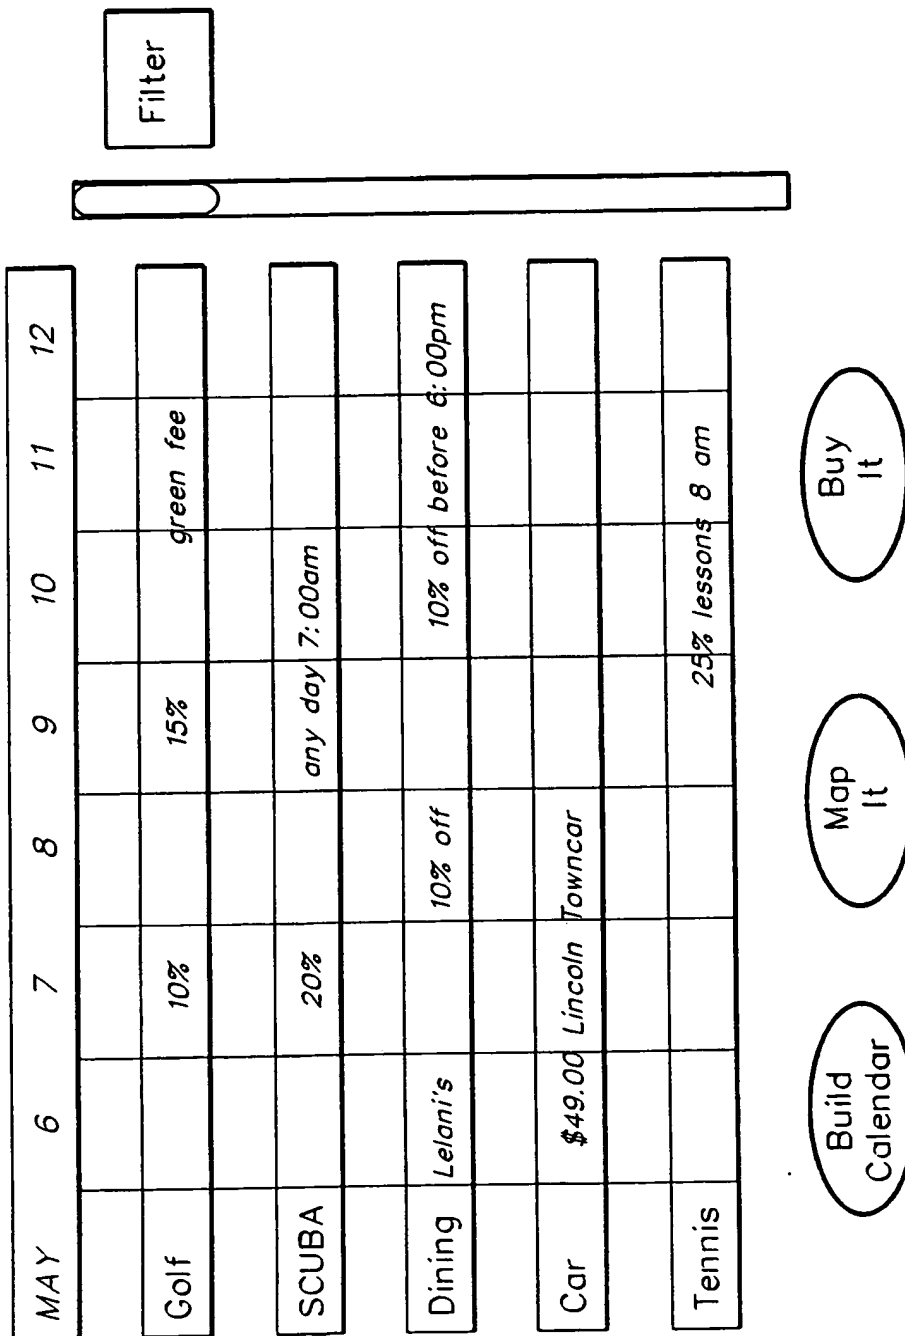 MAY 6 7 8 9 10 11 12
Golf 10% 15% green fee
SCUBA 20% any day 7:00am
Dining Lelani's 10% off 10% off before 6:00pm
Car $49.00 Lincoln Towncar
Tennis 25% lessons 8 am
Filter
Build
Calendar
Map
It
Buy
It